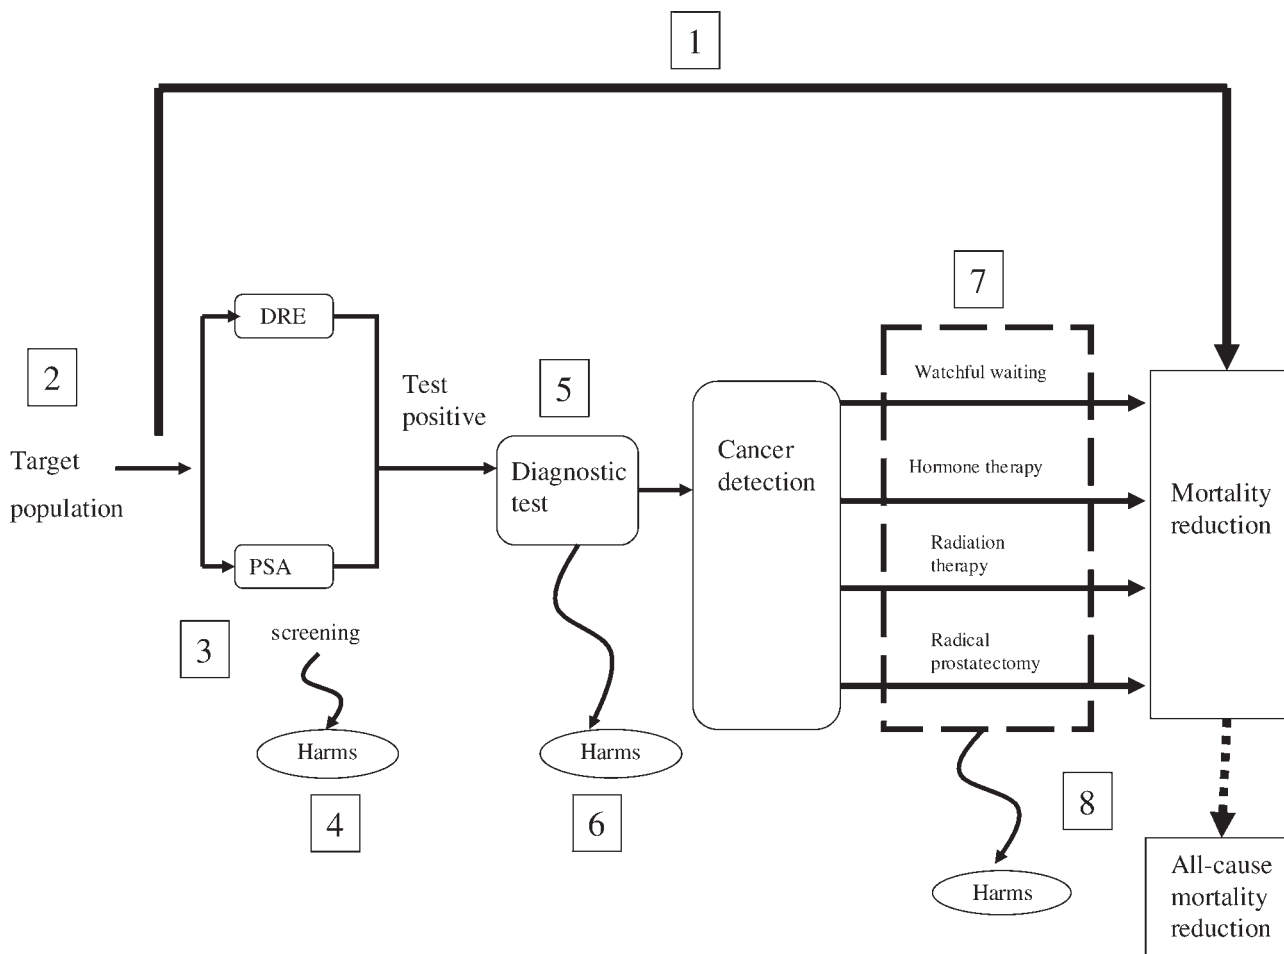 1
2
Target
population
DRE
PSA
3
screening
Harms
4
Test
positive
5
Diagnostic
test
Harms
6
Cancer
detection
7
Watchful waiting
Hormone therapy
Radiation
therapy
Radical
prostatectomy
8
Harms
Mortality
reduction
All-cause
mortality
reduction